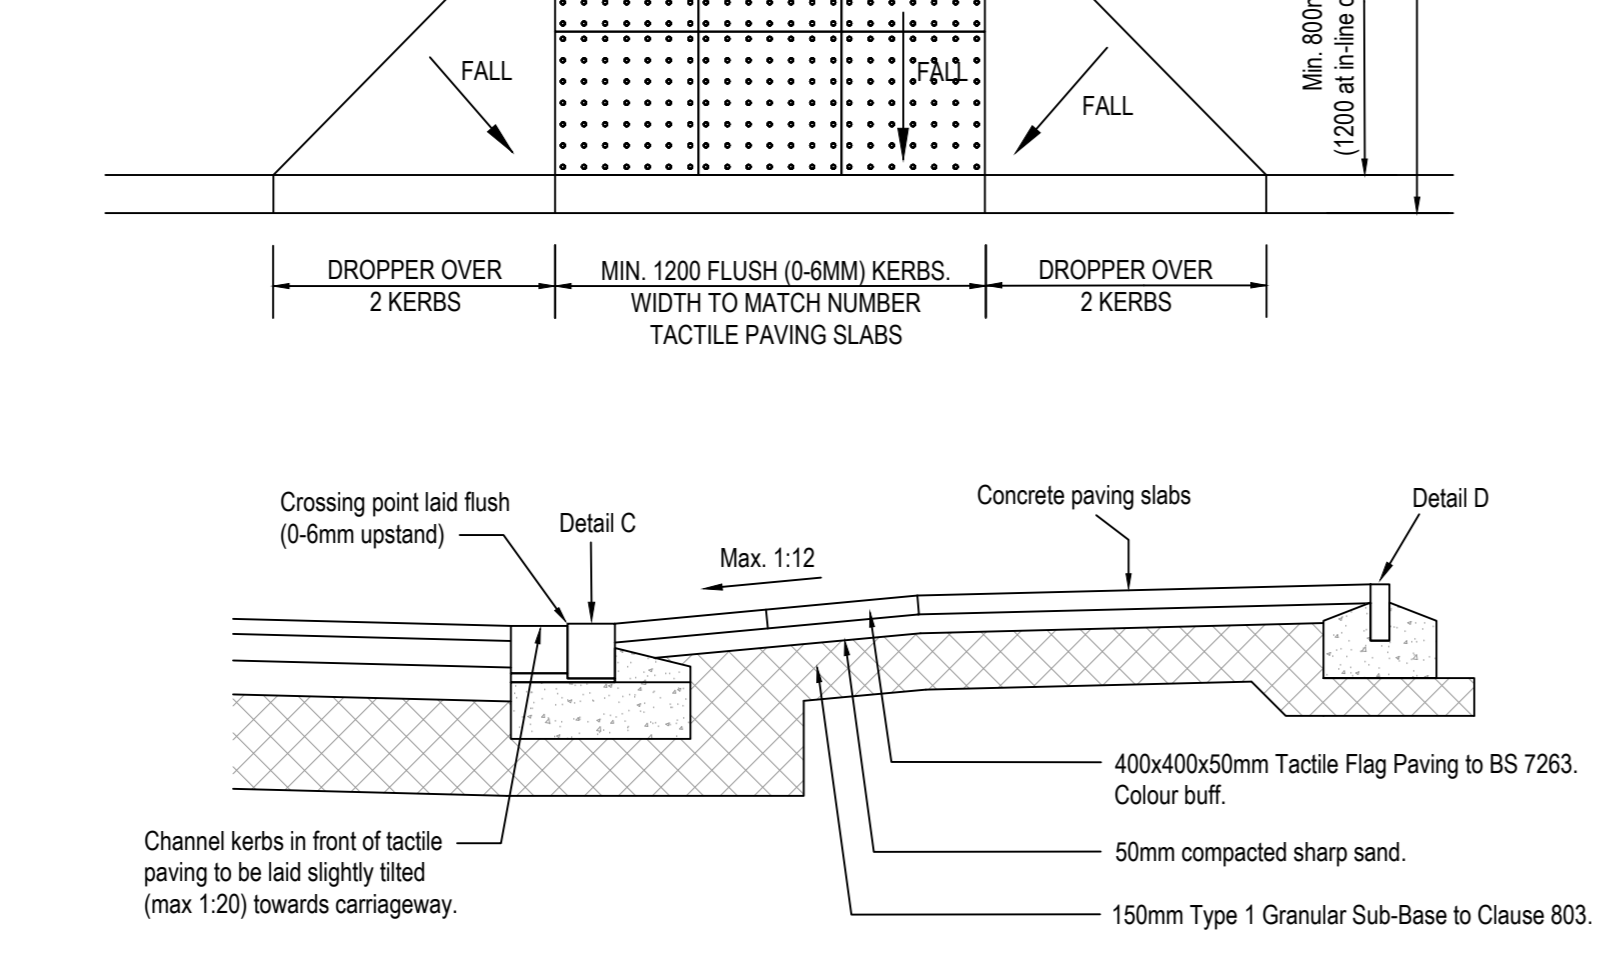 FALL
FALL
FALL
Min. 800
(1200 at in-line
DROPPER OVER
2 KERBS
MIN. 1200 FLUSH (0-6MM) KERBS.
WIDTH TO MATCH NUMBER
TACTILE PAVING SLABS
DROPPER OVER
2 KERBS
Crossing point laid flush
(0-6mm upstand)
Detail C
Max. 1:12
Concrete paving slabs
Detail D
400x400x50mm Tactile Flag Paving to BS 7263.
Colour buff.
50mm compacted sharp sand.
150mm Type 1 Granular Sub-Base to Clause 803.
Channel kerbs in front of tactile
paving to be laid slightly tilted
(max 1:20) towards carriageway.